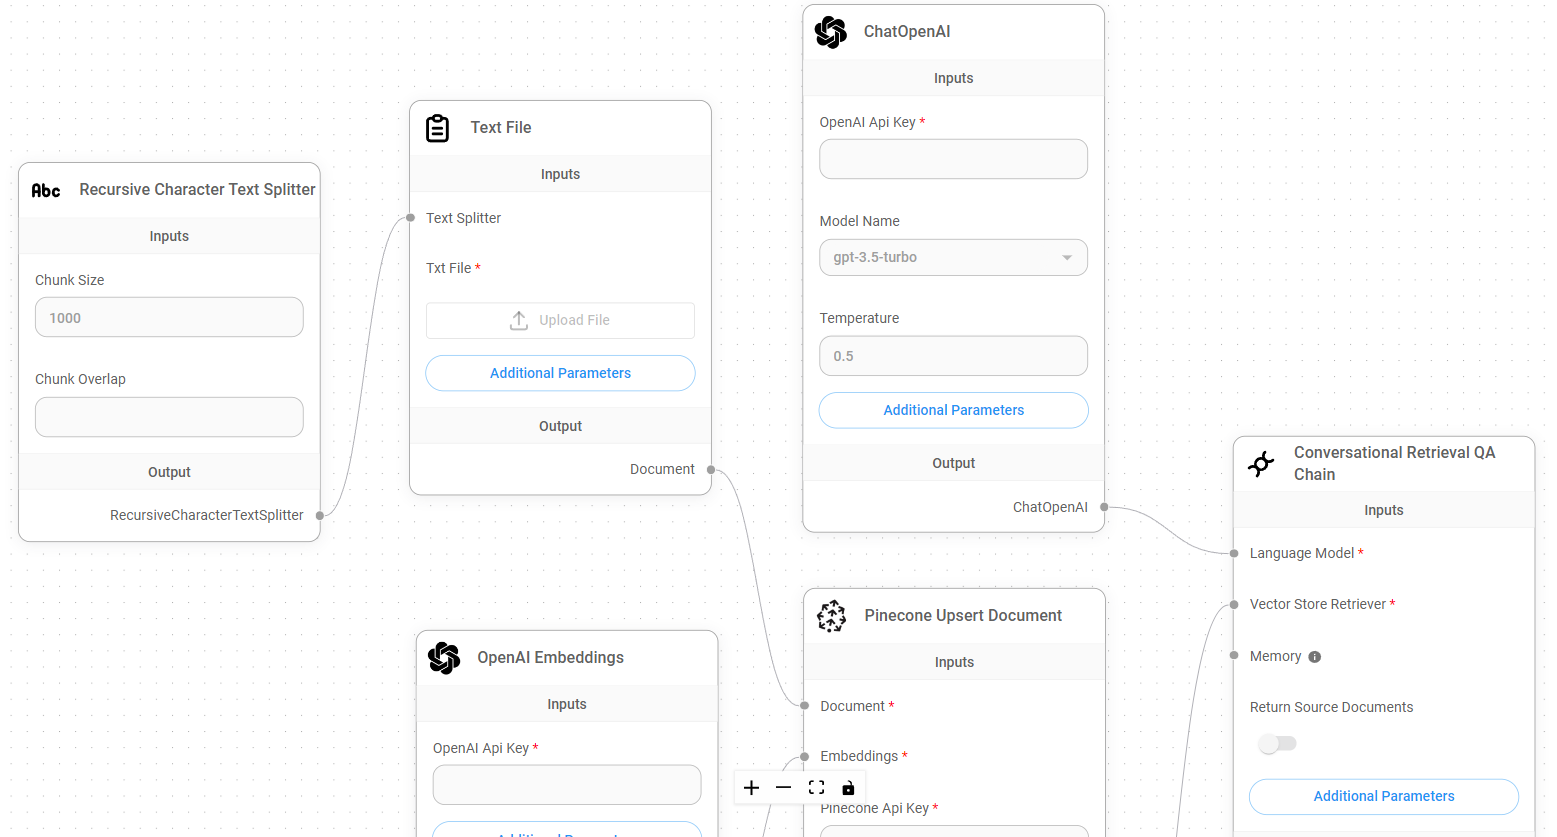 Abc Recursive Character Text Splitter
Inputs
Chunk Size
1000
Chunk Overlap
Output
RecursiveCharacterTextSplitter
Text File
Inputs
Text Splitter
Txt File *
Upload File
Additional Parameters
Output
Document
OpenAI Embeddings
Inputs
OpenAI Api Key *
Additional Paramet
ChatOpenAI
Inputs
OpenAI Api Key *
Model Name
gpt-3.5-turbo
Temperature
0.5
Additional Parameters
Output
ChatOpenAI
Pinecone Upsert Document
Inputs
Document *
Embeddings *
Pinecone Api Key *
Conversational Retrieval QA
Chain
Inputs
Language Model *
Vector Store Retriever *
Memory i
Return Source Documents
Additional Parameters